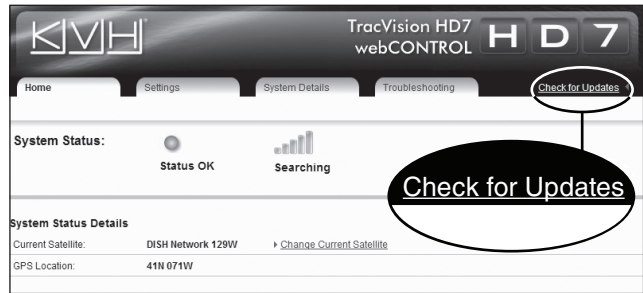 KVH
TracVision HD7
webCONTROL
HD7
Home
Settings
System Details
Troubleshooting
Check for Updates
System Status:
Status OK
Searching
Check for Updates
System Status Details
Current Satellite:
DISH Network 129W
Change Current Satellite
GPS Location:
41N 071W